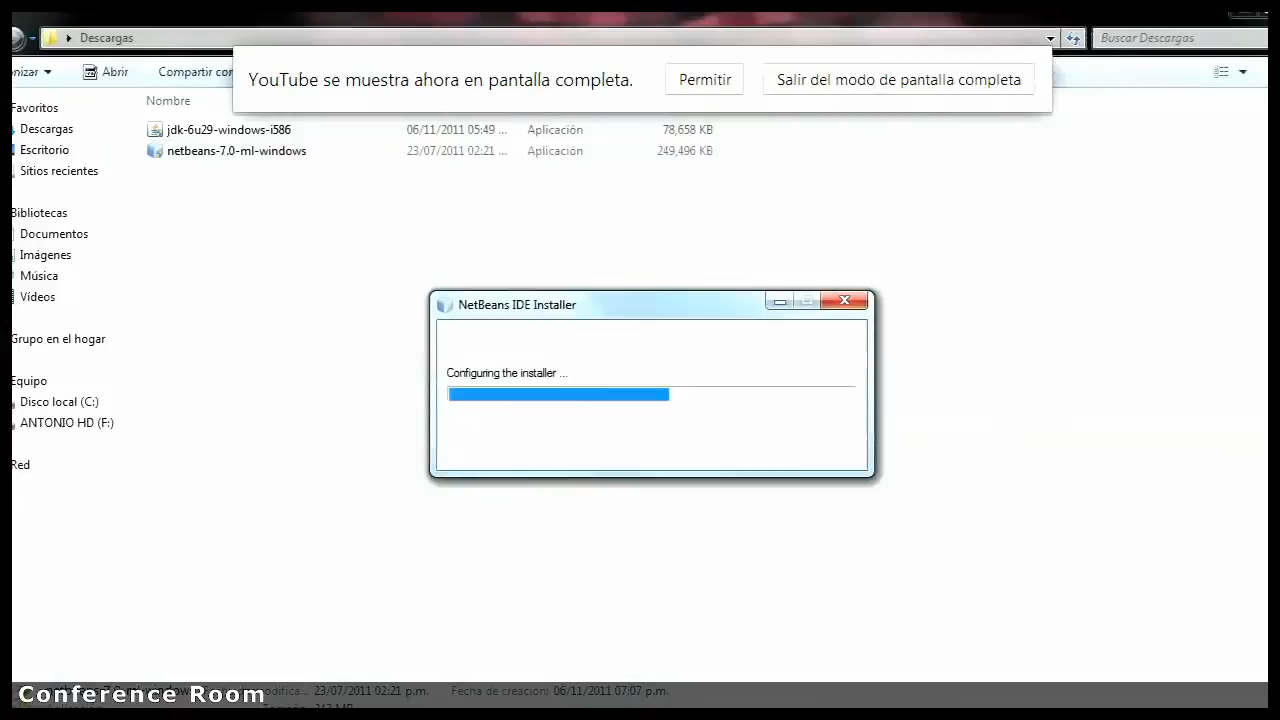 Descargas
Buscar Descargas
nizar
Abrir
Compartir con
YouTube se muestra ahora en pantalla completa.
Permitir
Salir del modo de pantalla completa
Nombre
Favoritos
Descargas
Escritorio
Sitios recientes
jdk-6u29-windows-i586 06/11/2011 05:49 ... Aplicación 78,658 KB
netbeans-7.0-ml-windows 23/07/2011 02:21 ... Aplicación 249,496 KB
Bibliotecas
Documentos
Imágenes
Música
Vídeos
Grupo en el hogar
Equipo
Disco local (C:)
ANTONIO HD (F:)
Red
NetBeans IDE Installer
Configuring the installer ...
Conference Room
23/07/2011 02:21 p.m. Fecha de creación: 06/11/2011 07:07 p.m.